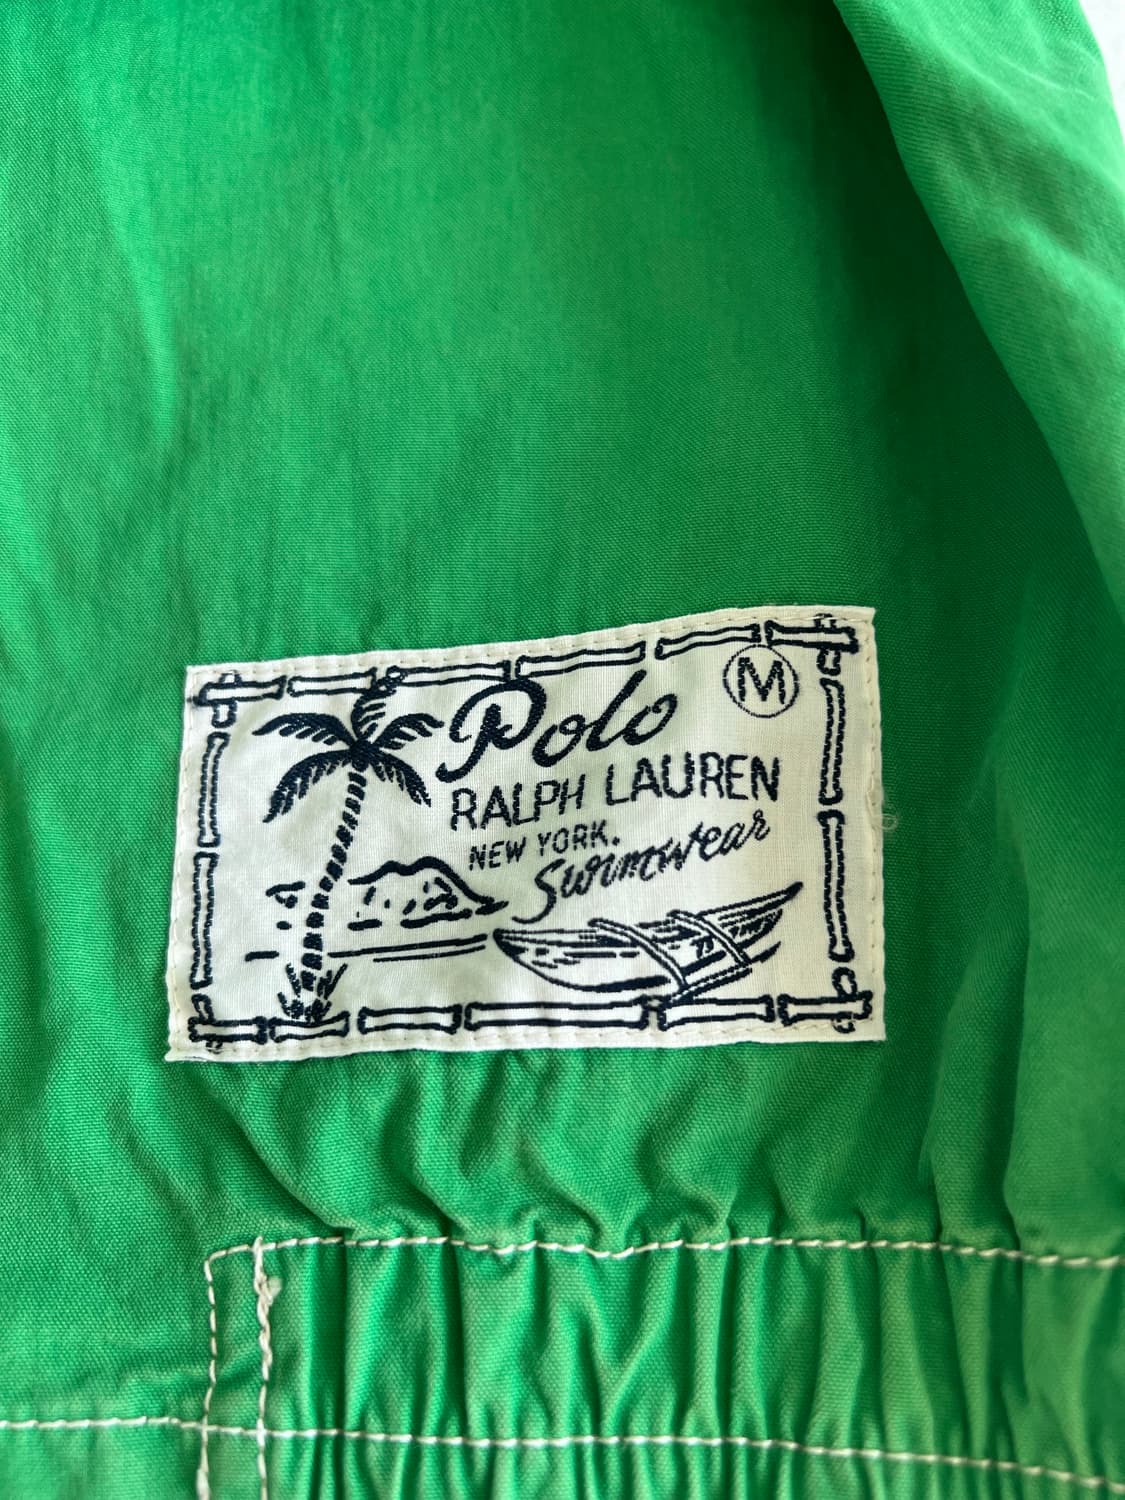 M
Polo
RALPH LAUREN
NEW YORK.
Swimwear